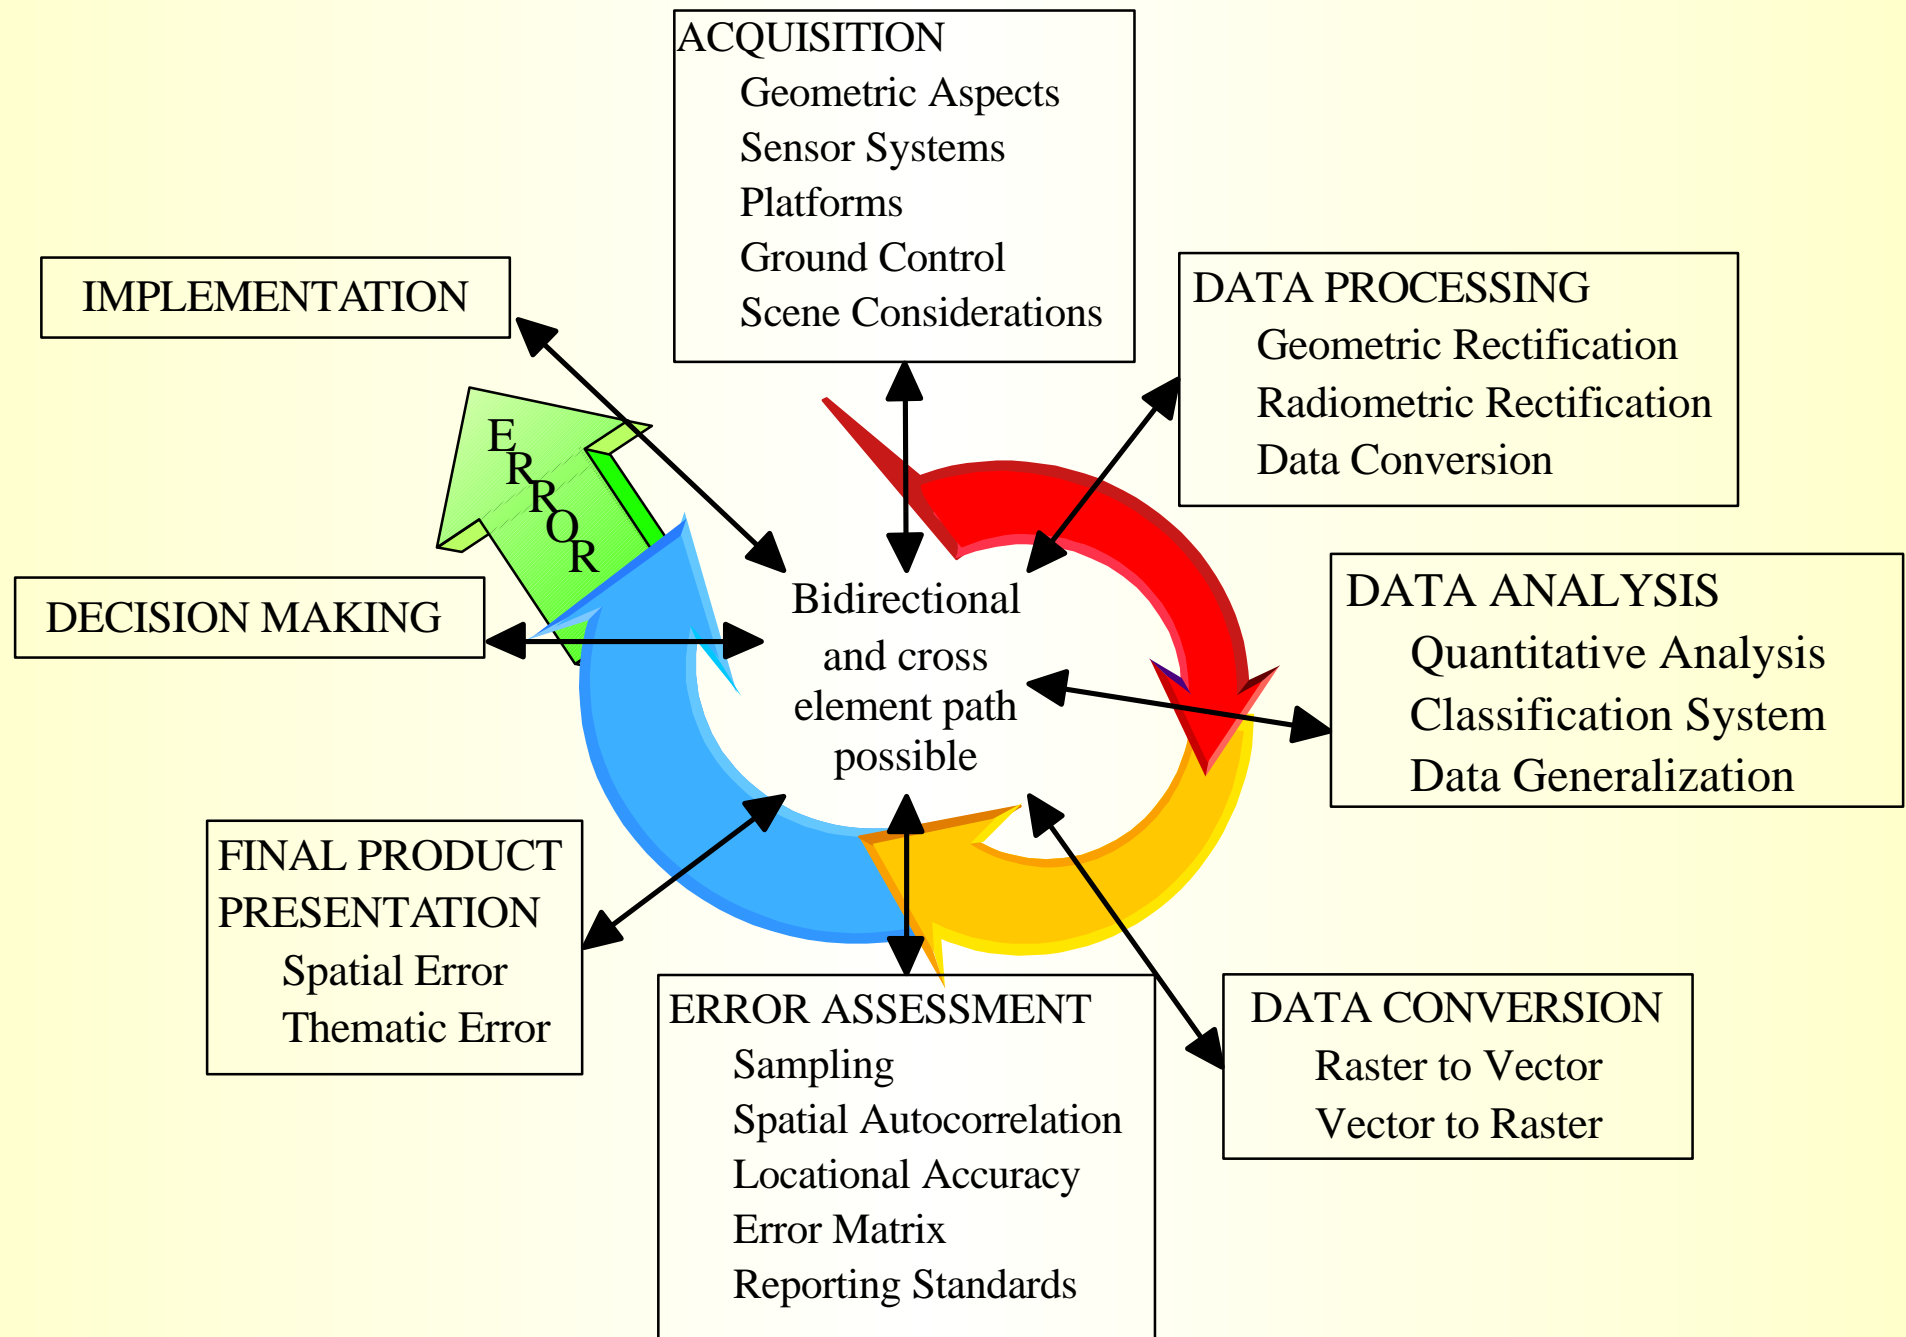 ACQUISITION
Geometric Aspects
Sensor Systems
Platforms
Ground Control
Scene Considerations
IMPLEMENTATION
DATA PROCESSING
Geometric Rectification
Radiometric Rectification
Data Conversion
ERROR
DECISION MAKING
Bidirectional
and cross
element path
possible
DATA ANALYSIS
Quantitative Analysis
Classification System
Data Generalization
FINAL PRODUCT
PRESENTATION
Spatial Error
Thematic Error
ERROR ASSESSMENT
Sampling
Spatial Autocorrelation
Locational Accuracy
Error Matrix
Reporting Standards
DATA CONVERSION
Raster to Vector
Vector to Raster